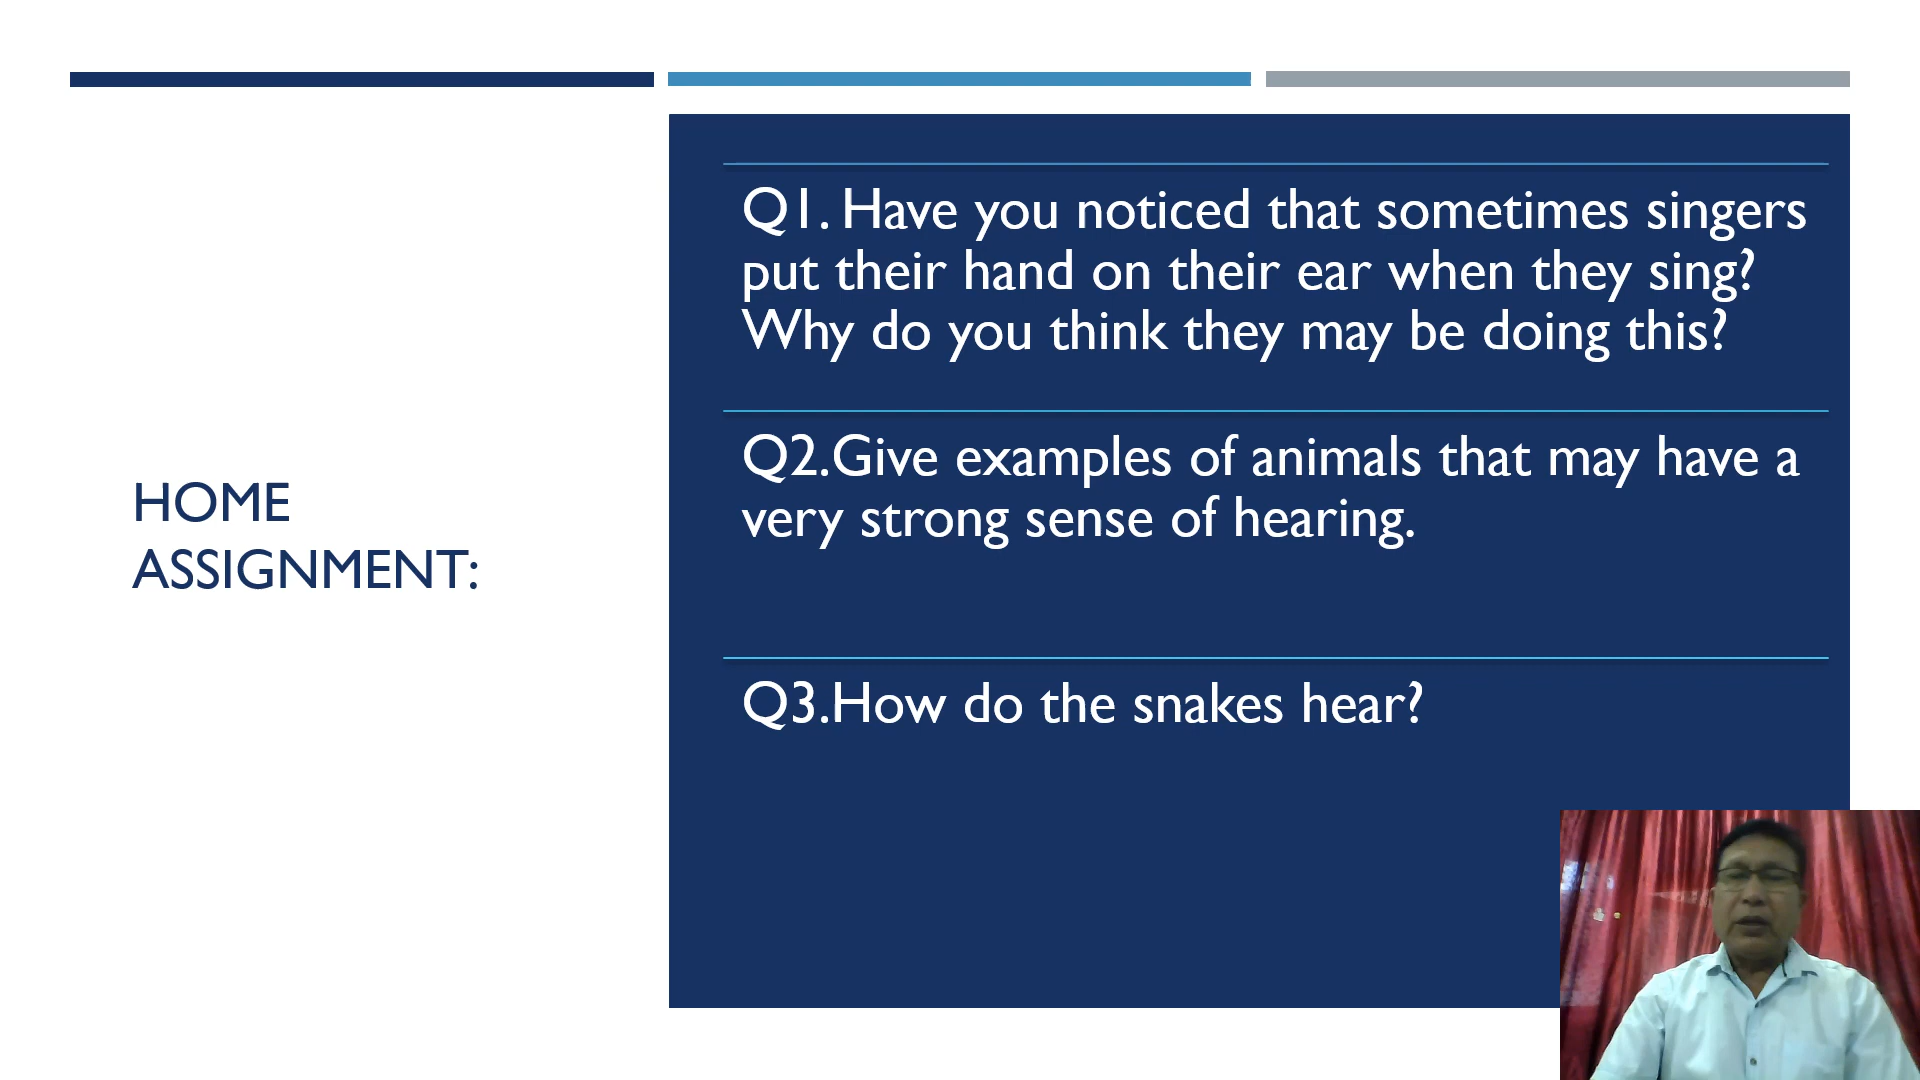 HOME
ASSIGNMENT:
Q1. Have you noticed that sometimes singers
put their hand on their ear when they sing?
Why do you think they may be doing this?
Q2.Give examples of animals that may have a
very strong sense of hearing.
Q3.How do the snakes hear?